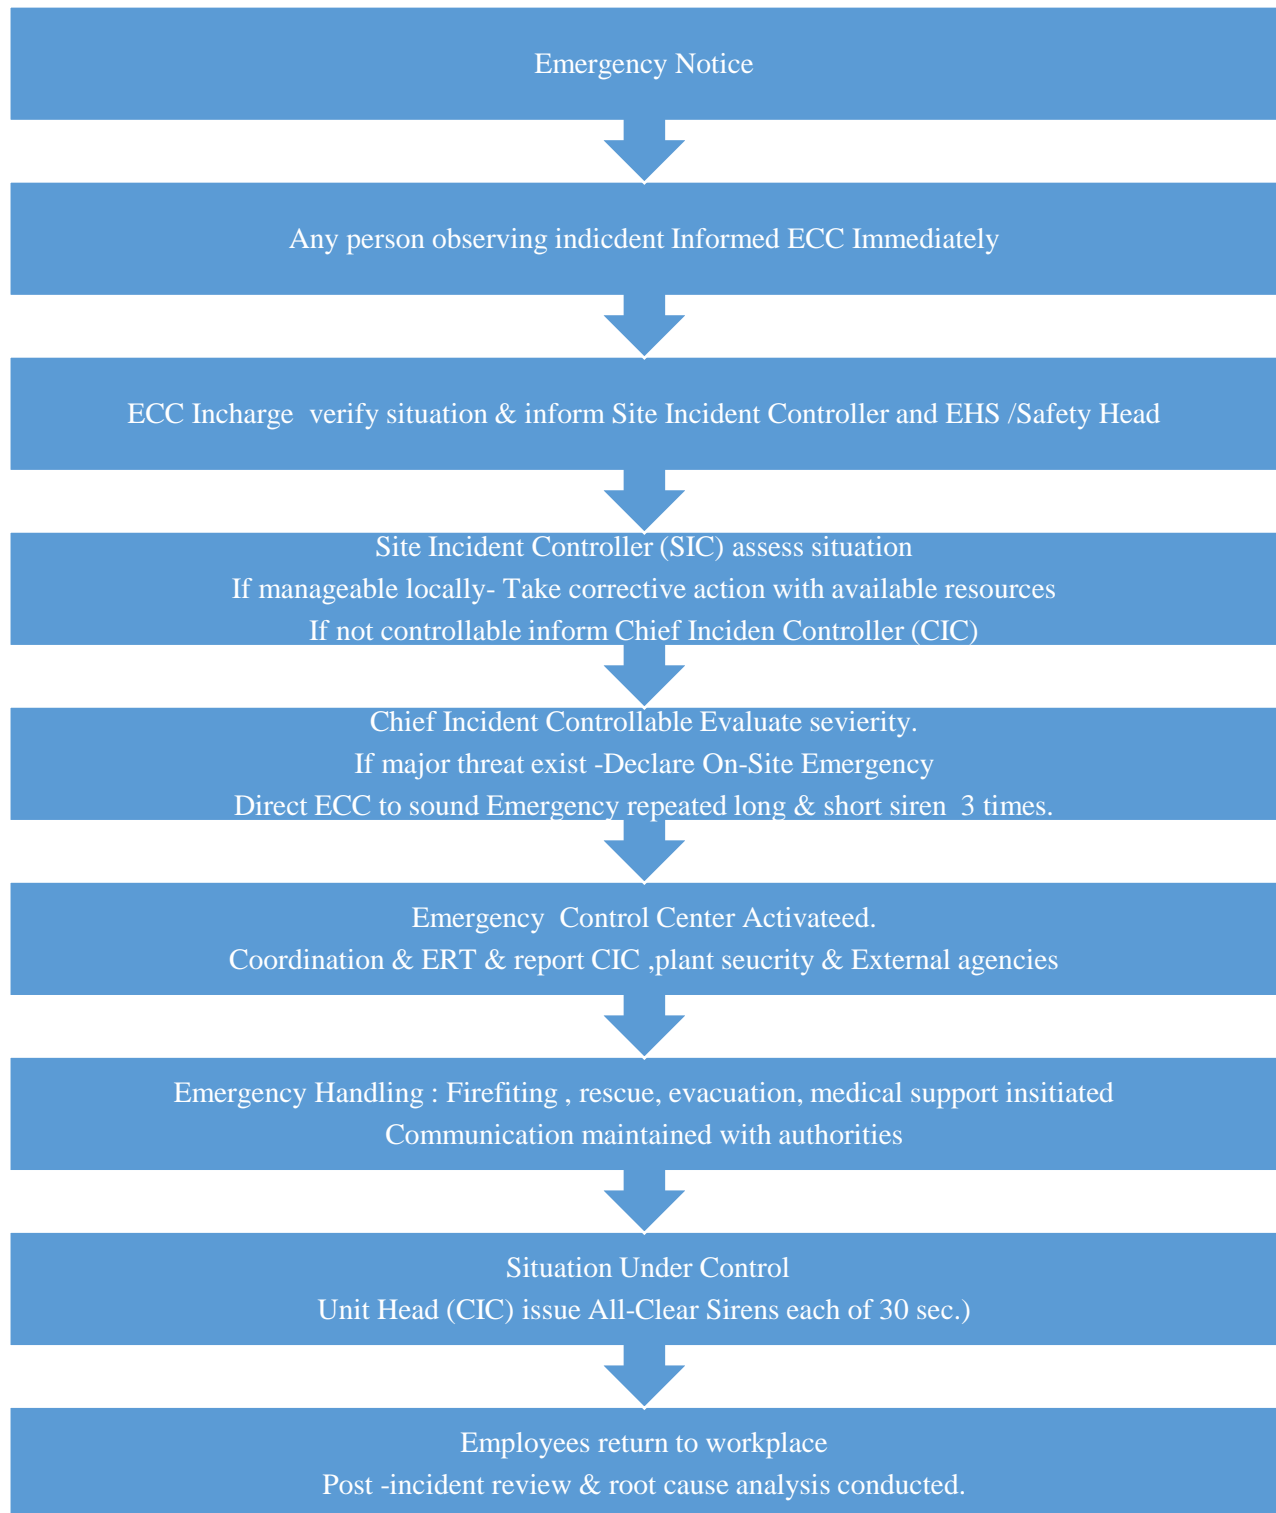 Emergency Notice
Any person observing indicdent Informed ECC Immediately
ECC Incharge  verify situation & inform Site Incident Controller and EHS /Safety Head
Site Incident Controller (SIC) assess situation
If manageable locally- Take corrective action with available resources
If not controllable inform Chief Inciden Controller (CIC)
Chief Incident Controllable Evaluate sevierity.
If major threat exist -Declare On-Site Emergency
Direct ECC to sound Emergency repeated long & short siren  3 times.
Emergency  Control Center Activateed.
Coordination & ERT & report CIC ,plant seucrity & External agencies
Emergency Handling : Firefiting , rescue, evacuation, medical support insitiated
Communication maintained with authorities
Situation Under Control
Unit Head (CIC) issue All-Clear Sirens each of 30 sec.)
Employees return to workplace
Post -incident review & root cause analysis conducted.